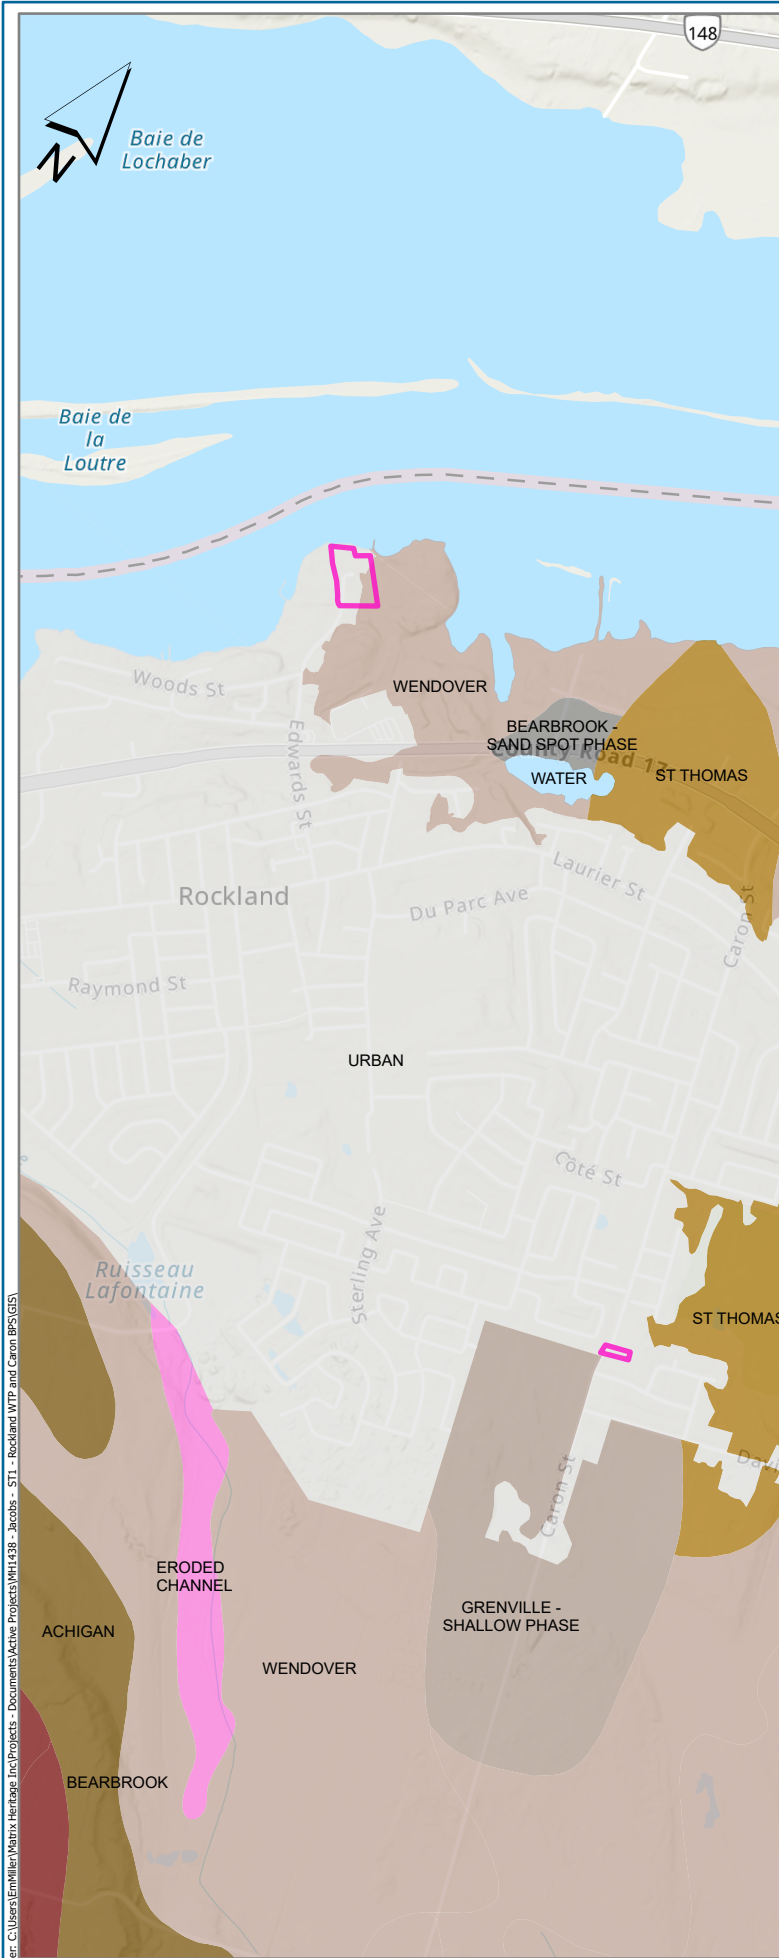 148
N
Baie de
Lochaber
Baie de
la
Loutre
Woods St
WENDOVER
Edwards St
BEARBROOK -
SAND SPOT PHASE
County Road 17
WATER
ST THOMAS
Laurier St
Rockland
Du Parc Ave
Caron St
Raymond St
URBAN
Côté St
Sterling Ave
Ruisseau
Lafontaine
ST THOMAS
Caron St
Davi
ERODED
CHANNEL
GRENVILLE -
SHALLOW PHASE
ACHIGAN
WENDOVER
BEARBROOK
er: C:\Users\EmMiller\Matrix Heritage Inc\Projects - Documents\Active Projects\MH1438 - Jacobs - ST1 - Rockland WTP and Caron BPS\GIS\